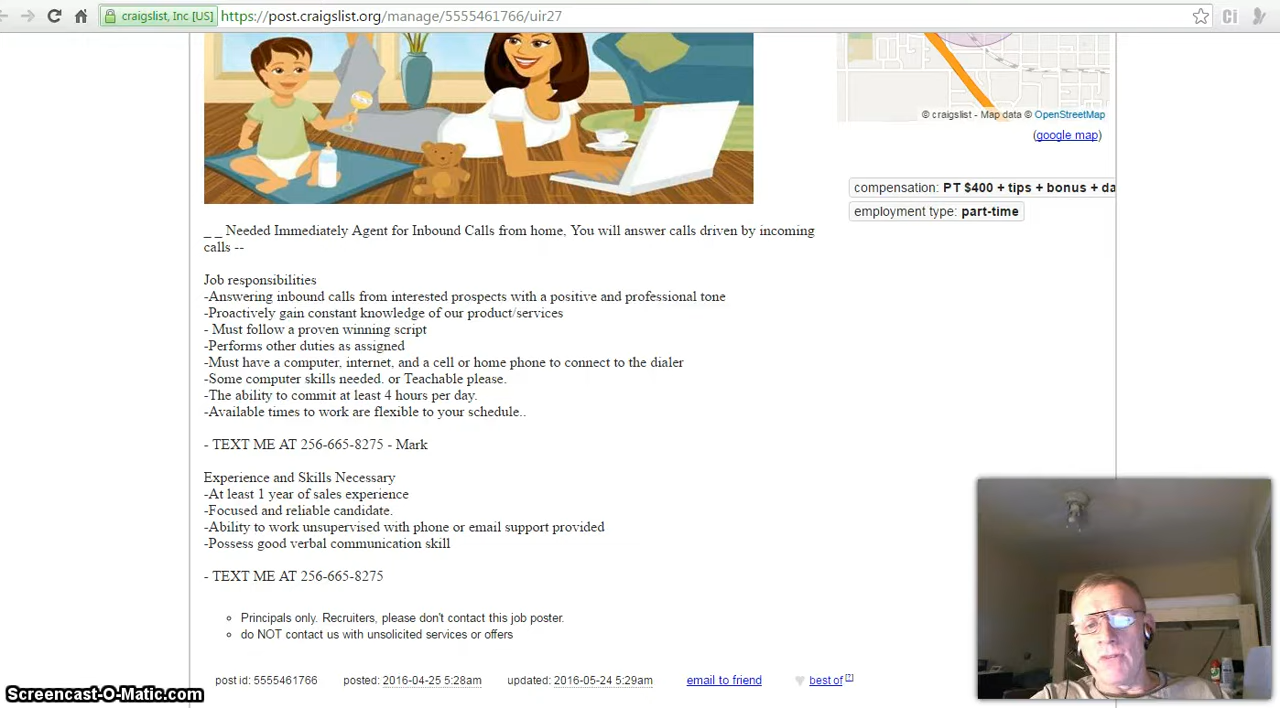 craigslist, Inc [US] https://post.craigslist.org/manage/5555461766/uir27
© craigslist - Map data © OpenStreetMap
(google map)
compensation: PT $400 + tips + bonus + da
employment type: part-time
_ _ Needed Immediately Agent for Inbound Calls from home, You will answer calls driven by incoming
calls --
Job responsibilities
-Answering inbound calls from interested prospects with a positive and professional tone
-Proactively gain constant knowledge of our product/services
- Must follow a proven winning script
-Performs other duties as assigned
-Must have a computer, internet, and a cell or home phone to connect to the dialer
-Some computer skills needed. or Teachable please.
-The ability to commit at least 4 hours per day.
-Available times to work are flexible to your schedule..
- TEXT ME AT 256-665-8275 - Mark
Experience and Skills Necessary
-At least 1 year of sales experience
-Focused and reliable candidate.
-Ability to work unsupervised with phone or email support provided
-Possess good verbal communication skill
- TEXT ME AT 256-665-8275
Principals only. Recruiters, please don't contact this job poster.
do NOT contact us with unsolicited services or offers
post id: 5555461766 posted: 2016-04-25 5:28am updated: 2016-05-24 5:29am email to friend best of [?]
Screencast-O-Matic.com